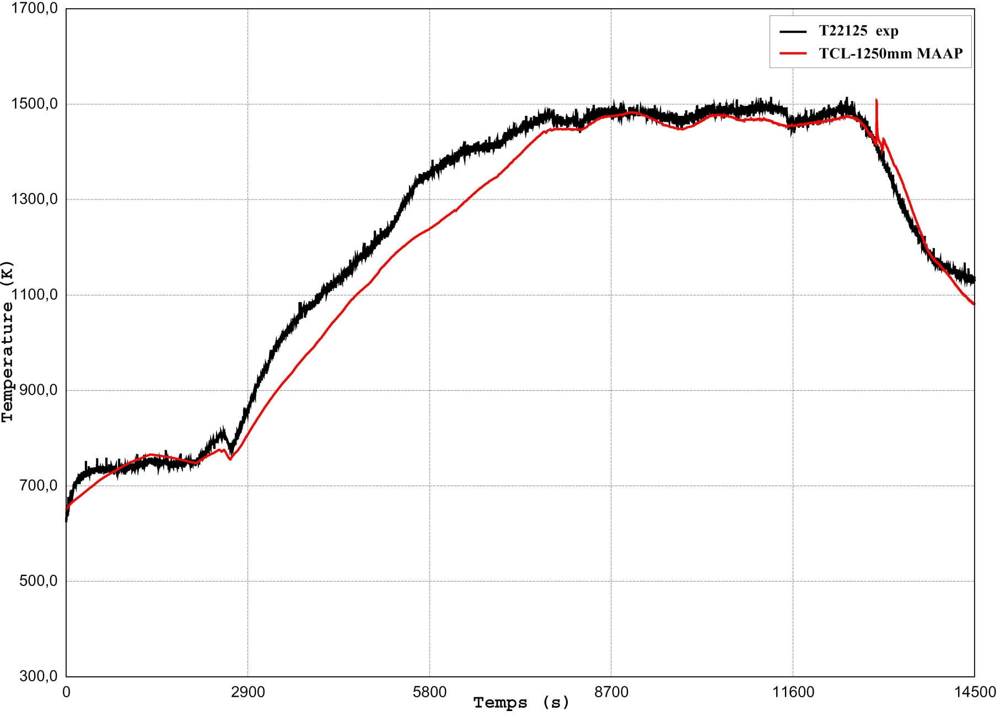 1700,0
1500,0
1300,0
1100,0
900,0
700,0
500,0
300,0
Temperature (K)
T22125 exp
TCL-1250mm MAAP
0 2900 5800 8700 11600 14500
Temps (s)